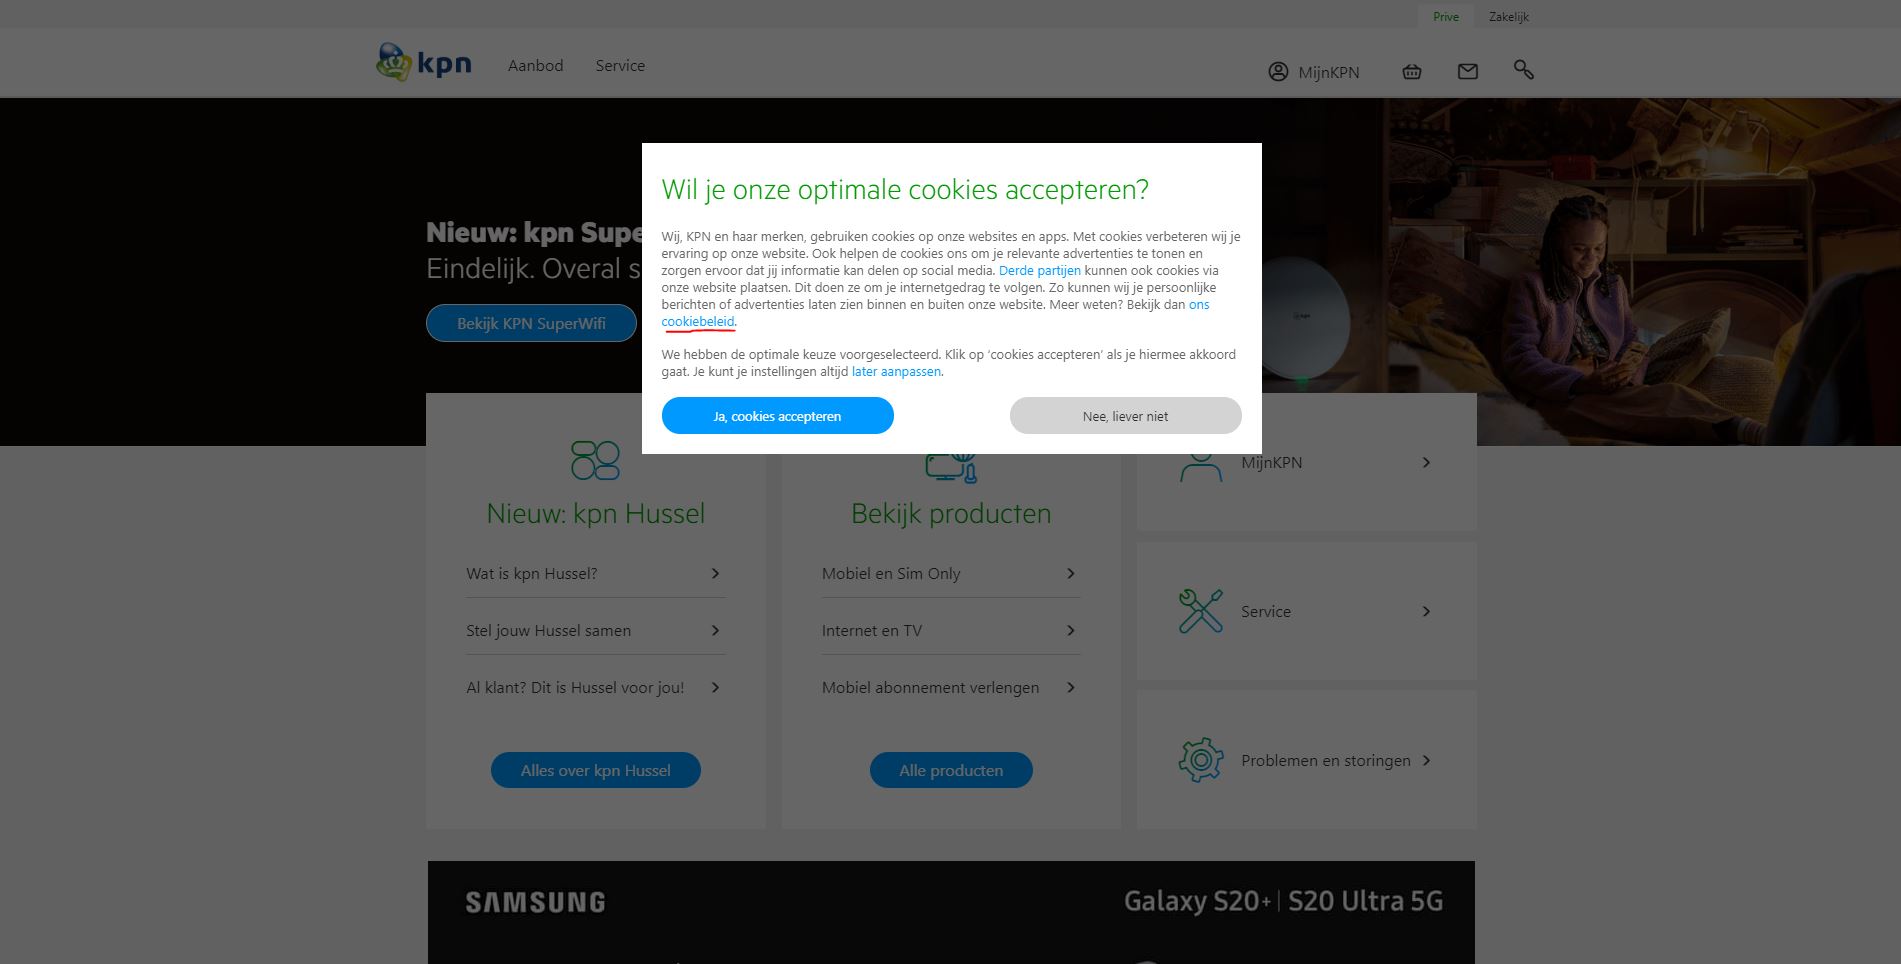 Prive Zakelijk
kpn Aanbod Service MijnKPN
Wil je onze optimale cookies accepteren?
Wij, KPN en haar merken, gebruiken cookies op onze websites en apps. Met cookies verbeteren wij je
ervaring op onze website. Ook helpen de cookies ons om je relevante advertenties te tonen en
zorgen ervoor dat jij informatie kan delen op social media. Derde partijen kunnen ook cookies via
onze website plaatsen. Dit doen ze om je internetgedrag te volgen. Zo kunnen wij je persoonlijke
berichten of advertenties laten zien binnen en buiten onze website. Meer weten? Bekijk dan ons
cookiebeleid.
We hebben de optimale keuze voorgeselecteerd. Klik op ‘cookies accepteren’ als je hiermee akkoord
gaat. Je kunt je instellingen altijd later aanpassen.
Ja, cookies accepteren Nee, liever niet
Nieuw: kpn Supe
Eindelijk. Overal s
Bekijk KPN SuperWifi
Nieuw: kpn Hussel
Wat is kpn Hussel?
Stel jouw Hussel samen
Al klant? Dit is Hussel voor jou!
Alles over kpn Hussel
Bekijk producten
Mobiel en Sim Only
Internet en TV
Mobiel abonnement verlengen
Alle producten
MijnKPN
Service
Problemen en storingen
SAMSUNG Galaxy S20+ | S20 Ultra 5G